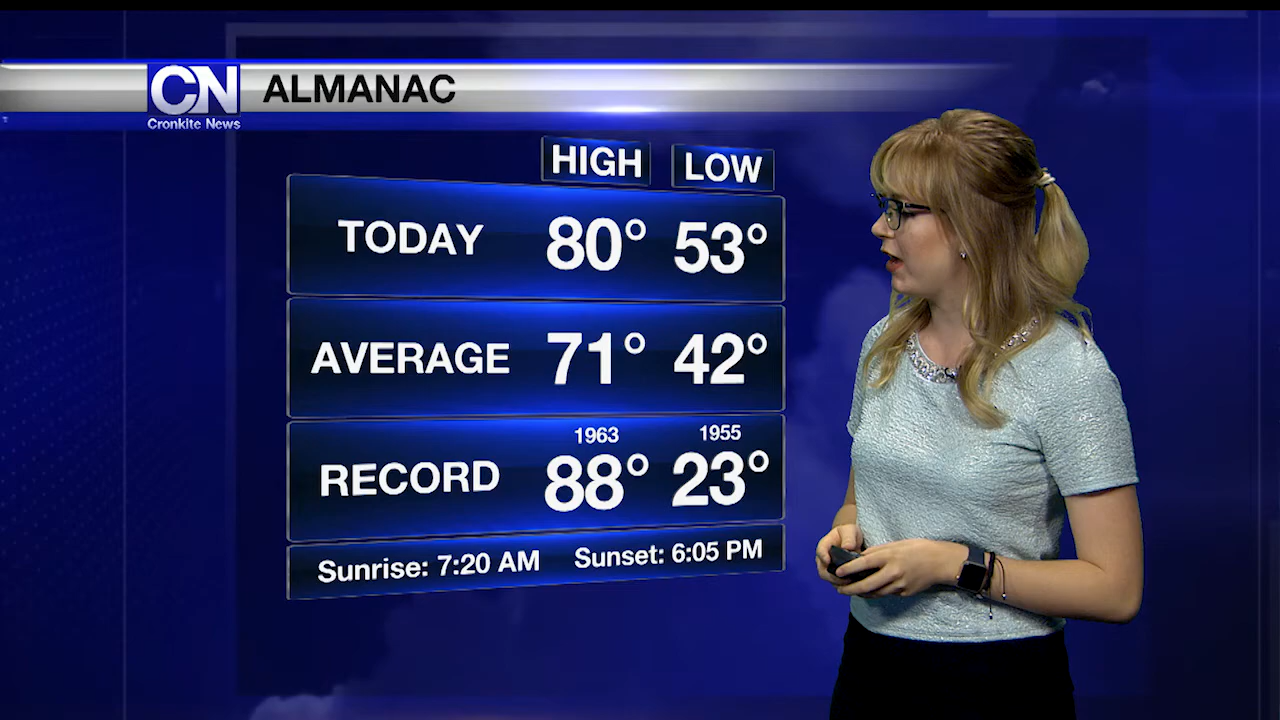 CN ALMANAC
Cronkite News
HIGH LOW
TODAY 80° 53°
AVERAGE 71° 42°
1963 1955
RECORD 88° 23°
Sunrise: 7:20 AM Sunset: 6:05 PM